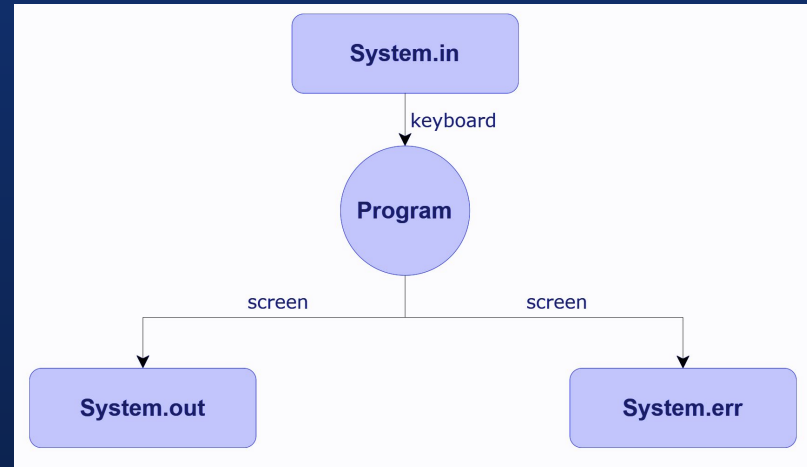 System.in
keyboard
Program
screen
screen
System.out
System.err